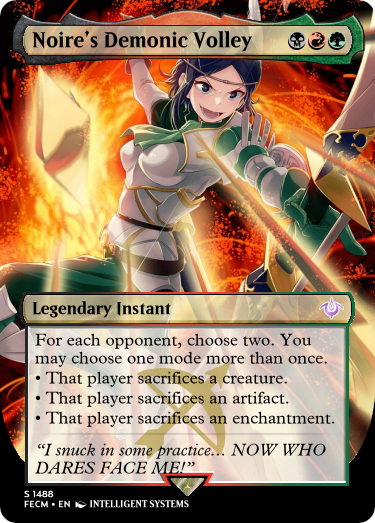 Noire's Demonic Volley
Legendary Instant
For each opponent, choose two. You
may choose one mode more than once.
• That player sacrifices a creature.
• That player sacrifices an artifact.
• That player sacrifices an enchantment.
“I snuck in some practice... NOW WHO
DARES FACE ME!”
S 1488
FECM • EN INTELLIGENT SYSTEMS